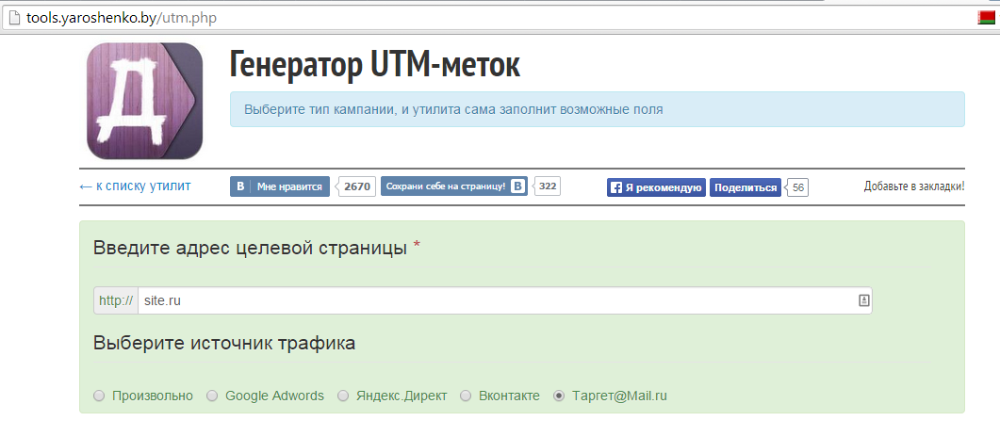 tools.yaroshenko.by/utm.php
Д
Генератор UTM-меток
Выберите тип кампании, и утилита сама заполнит возможные поля
← к списку утилит
В Мне нравится 2670 Сохрани себе на страницу! В 322 f Я рекомендую Поделиться 56 Добавьте в закладки!
Введите адрес целевой страницы *
http:// site.ru
Выберите источник трафика
Произвольно Google Adwords Яндекс.Директ Вконтакте Таргет@Mail.ru